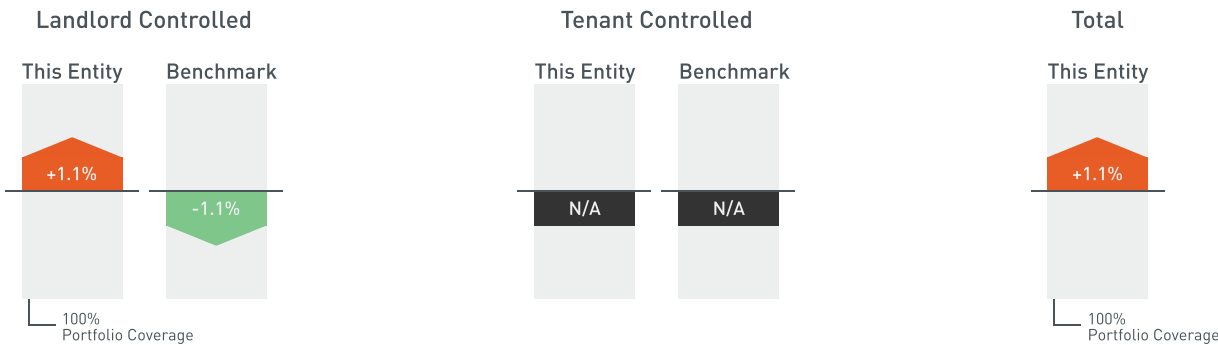 Landlord Controlled
Tenant Controlled
Total
This Entity
Benchmark
This Entity
Benchmark
This Entity
+1.1%
-1.1%
N/A
N/A
+1.1%
100%
Portfolio Coverage
100%
Portfolio Coverage